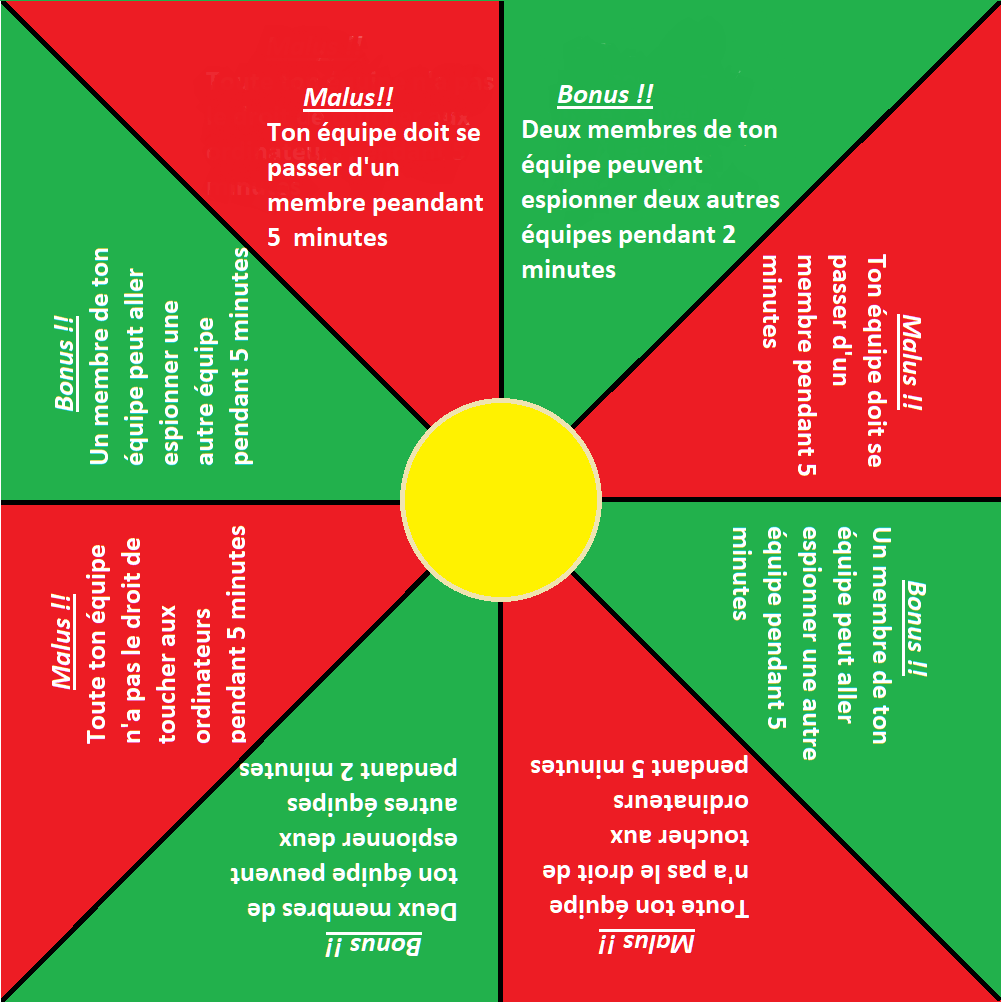 Malus!!
Ton équipe doit se
passer d'un
membre peandant
5 minutes
Bonus !!
Deux membres de ton
équipe peuvent
espionner deux autres
équipes pendant 2
minutes
Malus !!
Ton équipe doit se
passer d'un
membre pendant 5
minutes
Bonus !!
Un membre de ton
équipe peut aller
espionner une autre
équipe pendant 5
minutes
Malus !!
Toute ton équipe
n'a pas le droit de
toucher aux
ordinateurs
pendant 5 minutes
Bonus !!
Deux membres de
ton équipe peuvent
espionner deux
autres équipes
pendant 2 minutes
Malus !!
Toute ton équipe
n'a pas le droit de
toucher aux
ordinateurs
pendant 5 minutes
Bonus !!
Un membre de ton
équipe peut aller
espionner une
autre équipe
pendant 5 minutes